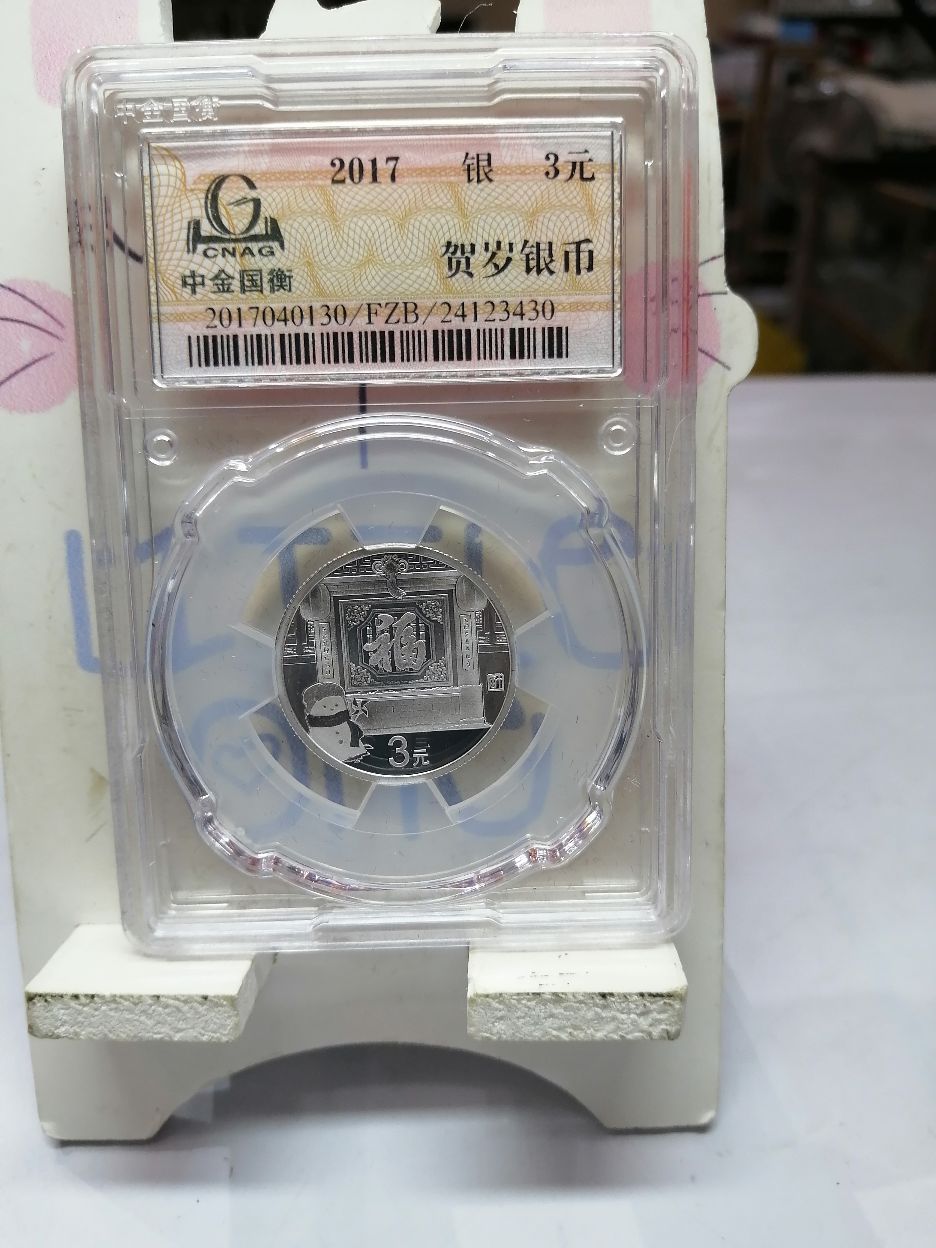 中金国衡
2017 银 3元
CNAG
中金国衡
贺岁银币
2017040130/FZB/24123430
福
3元